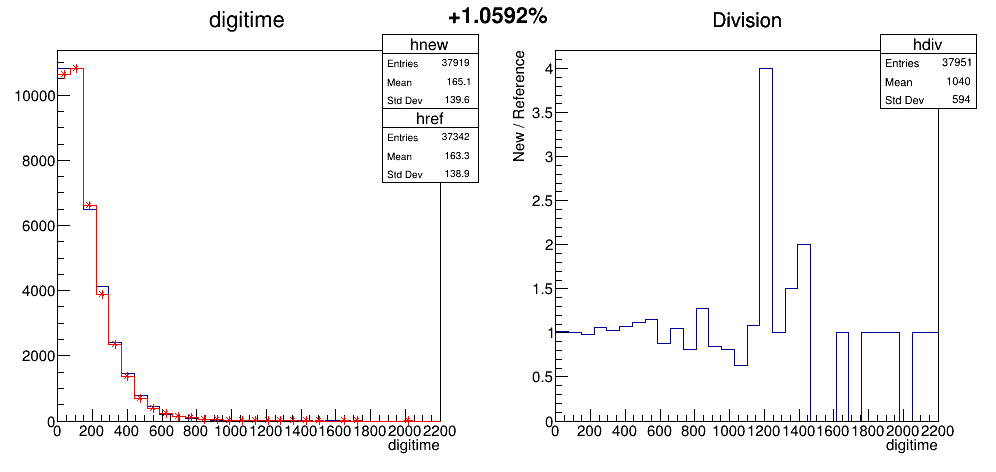 +1.0592%
digitime
hnew
Entries 37919
Mean 165.1
Std Dev 139.6
href
Entries 37342
Mean 163.3
Std Dev 138.9
10000
8000
6000
4000
2000
0
0 200 400 600 800 1000 1200 1400 1600 1800 2000 2200
digitime
Division
hdiv
Entries 37951
Mean 1040
Std Dev 594
New / Reference
4
3.5
3
2.5
2
1.5
1
0.5
0
0 200 400 600 800 1000 1200 1400 1600 1800 2000 2200
digitime